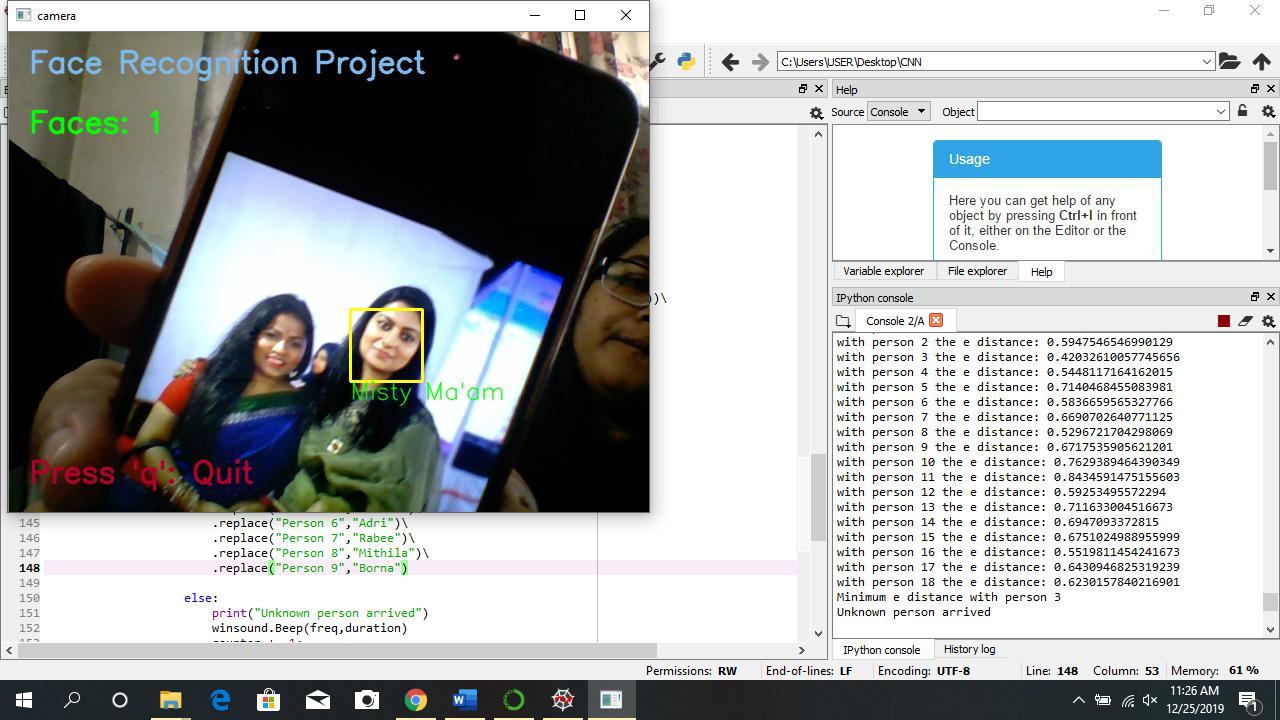 camera
Face Recognition Project
Faces: 1
Misty Ma'am
Press 'q': Quit
C:\Users\USER\Desktop\CNN
))\
145 .replace("Person 6","Adri")\
146 .replace("Person 7","Rabee")\
147 .replace("Person 8","Mithila")\
148 .replace("Person 9","Borna")
149
150 else:
151 print("Unknown person arrived")
152 winsound.Beep(freq,duration)
Help
Source Console Object
Usage
Here you can get help of any
object by pressing Ctrl+I in front
of it, either on the Editor or the
Console.
Variable explorer File explorer Help
IPython console
Console 2/A
with person 2 the e distance: 0.5947546546990129
with person 3 the e distance: 0.42032610057745656
with person 4 the e distance: 0.5448117164162015
with person 5 the e distance:
with person 6 the e distance:
with person 7 the e distance: 0.6690702640771125
with person 8 the e distance: 0.5296721704298069
with person 9 the e distance: 0.6717535905621201
with person 10 the e distance: 0.7629389464390349
with person 11 the e distance: 0.8434591475155603
with person 12 the e distance: 0.59253495572294
with person 13 the e distance: 0.711633004516673
with person 14 the e distance: 0.6967093372815
with person 15 the e distance: 0.6751024988955999
with person 16 the e distance: 0.5519811454241673
with person 17 the e distance: 0.6430946825319239
with person 18 the e distance: 0.6230157840216901
Minimum e distance with person 3
Unknown person arrived
IPython console History log
Permissions: RW End-of-lines: LF Encoding: UTF-8 Line: 148 Column: 53 Memory: 61 %
11:26 AM
12/25/2019
1